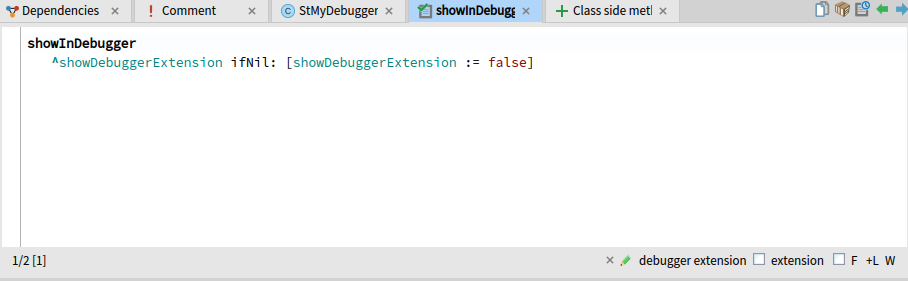 Dependencies × ! Comment × C StMyDebugger × showInDebugg × + Class side metl ×
showInDebugger
^showDebuggerExtension ifNil: [showDebuggerExtension := false]
1/2 [1] × debugger extension extension F +L W